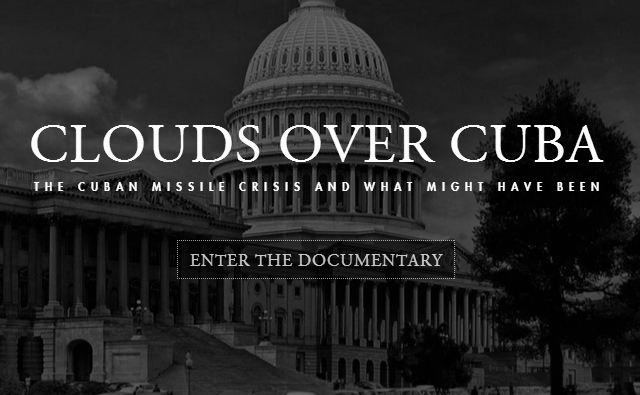 CLOUDS OVER CUBA
THE CUBAN MISSILE CRISIS AND WHAT MIGHT HAVE BEEN
ENTER THE DOCUMENTARY